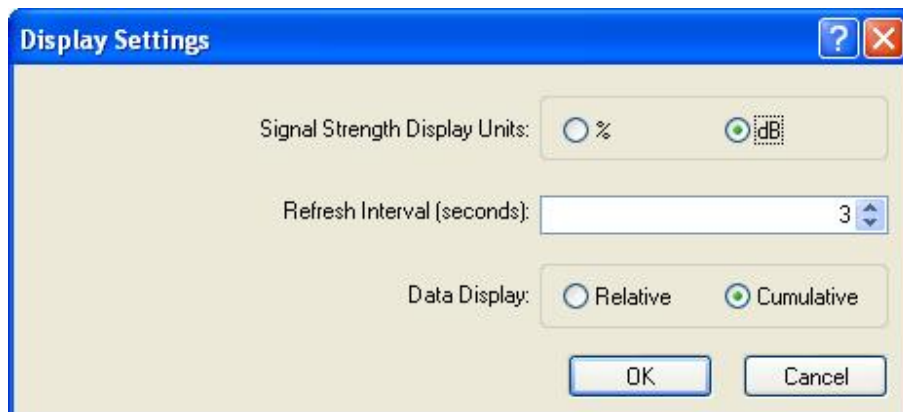 Display Settings
Signal Strength Display Units: % dB
Refresh Interval (seconds): 3
Data Display: Relative Cumulative
OK Cancel